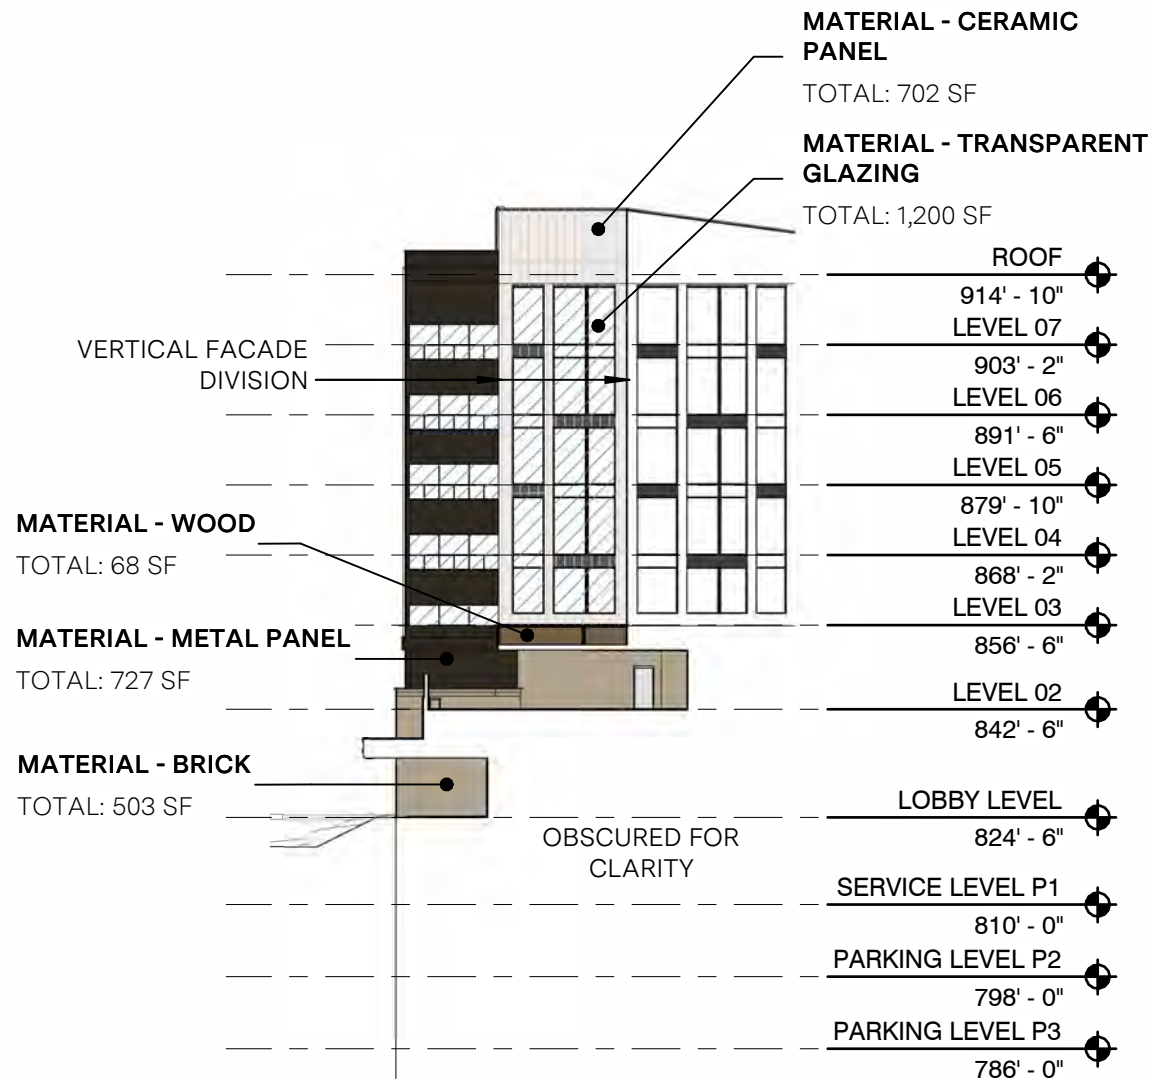 MATERIAL - CERAMIC
PANEL
TOTAL: 702 SF
MATERIAL - TRANSPARENT
GLAZING
TOTAL: 1,200 SF
ROOF
914' - 10"
LEVEL 07
903' - 2"
VERTICAL FACADE
DIVISION
LEVEL 06
891' - 6"
LEVEL 05
879' - 10"
MATERIAL - WOOD
TOTAL: 68 SF
LEVEL 04
868' - 2"
LEVEL 03
856' - 6"
MATERIAL - METAL PANEL
TOTAL: 727 SF
LEVEL 02
842' - 6"
MATERIAL - BRICK
TOTAL: 503 SF
LOBBY LEVEL
824' - 6"
OBSCURED FOR
CLARITY
SERVICE LEVEL P1
810' - 0"
PARKING LEVEL P2
798' - 0"
PARKING LEVEL P3
786' - 0"